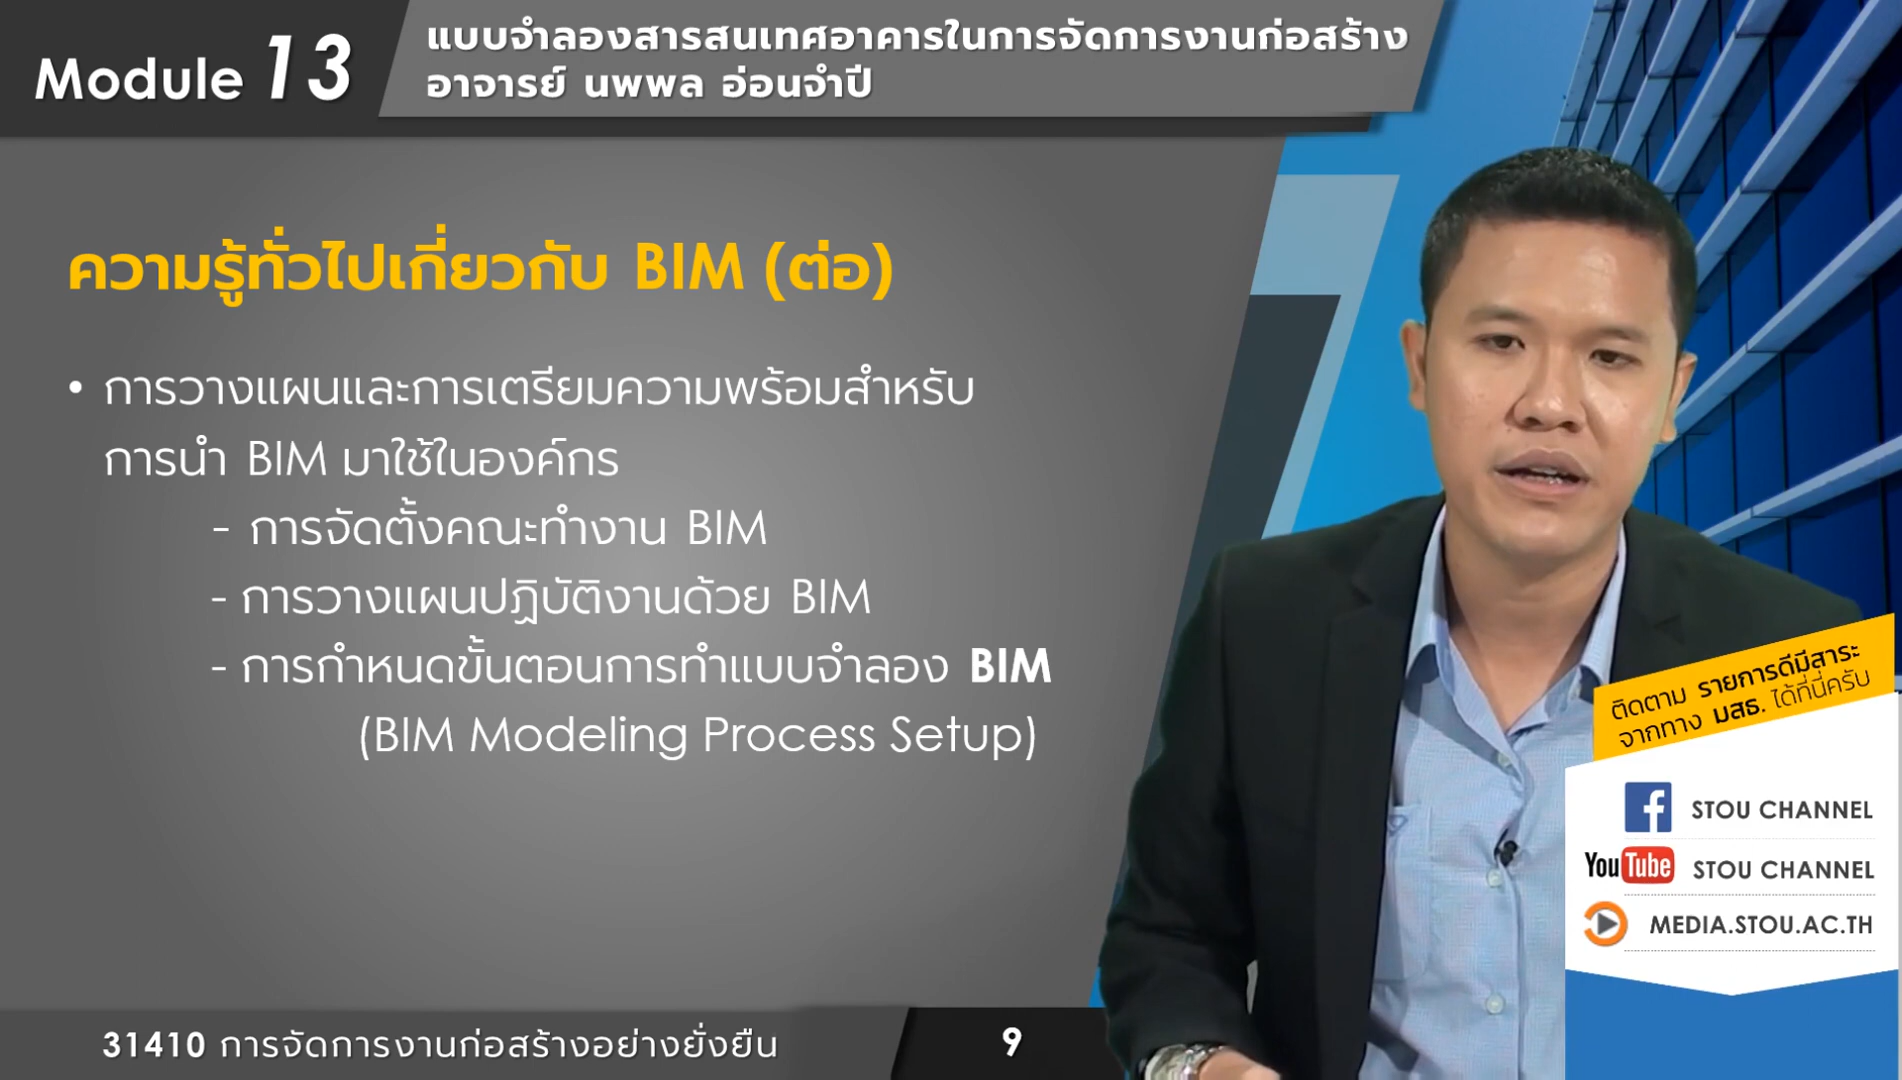 Module 13
แบบจำลองสารสนเทศอาคารในการจัดการงานก่อสร้าง
อาจารย์ นพพล อ่อนจำปี
ความรู้ทั่วไปเกี่ยวกับ BIM (ต่อ)
• การวางแผนและการเตรียมความพร้อมสำหรับ
การนำ BIM มาใช้ในองค์กร
- การจัดตั้งคณะทำงาน BIM
- การวางแผนปฏิบัติงานด้วย BIM
- การกำหนดขั้นตอนการทำแบบจำลอง BIM
(BIM Modeling Process Setup)
ติดตาม รายการดีมีสาระ
จากทาง มสธ. ได้ที่นี่ครับ
f STOU CHANNEL
YouTube STOU CHANNEL
MEDIA.STOU.AC.TH
31410 การจัดการงานก่อสร้างอย่างยั่งยืน
9